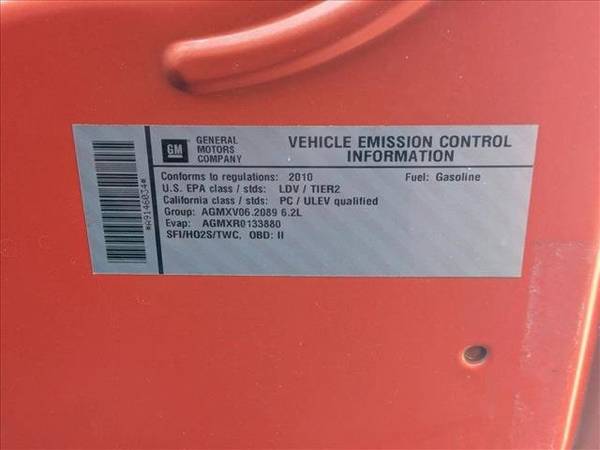 GM GENERAL MOTORS COMPANY
VEHICLE EMISSION CONTROL
INFORMATION
Conforms to regulations: 2010 Fuel: Gasoline
U.S. EPA class / stds: LDV / TIER2
California class / stds: PC / ULEV qualified
Group: AGMXV06.2089 6.2L
Evap: AGMXR0133880
SFI/HO2S/TWC, OBD: II
*A9146034*